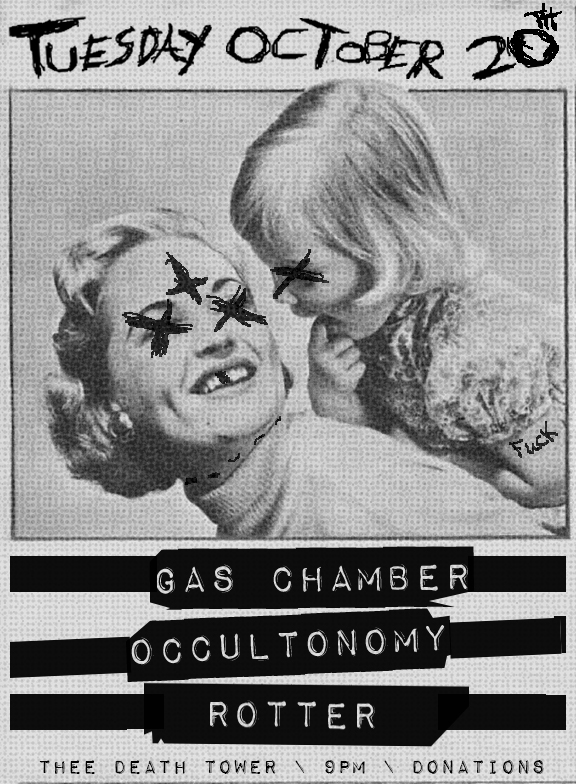 TUESDAY OCTOBER 20TH
FUCK
GAS CHAMBER
OCCULTONOMY
ROTTER
THEE DEATH TOWER \ 9PM \ DONATIONS